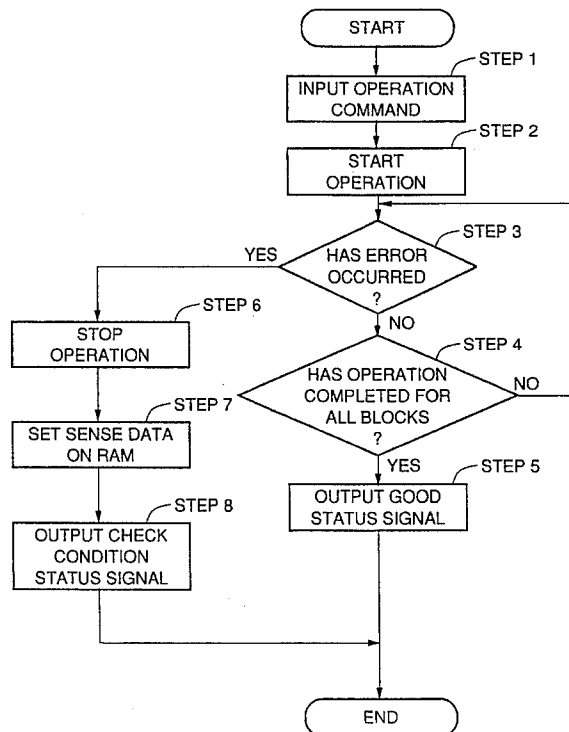 START
STEP 1
INPUT OPERATION
COMMAND
STEP 2
START
OPERATION
STEP 3
YES
HAS ERROR
OCCURRED
?
NO
STEP 6
STOP
OPERATION
STEP 4
HAS OPERATION
COMPLETED FOR
ALL BLOCKS
?
NO
YES
STEP 7
SET SENSE DATA
ON RAM
STEP 5
OUTPUT GOOD
STATUS SIGNAL
STEP 8
OUTPUT CHECK
CONDITION
STATUS SIGNAL
END